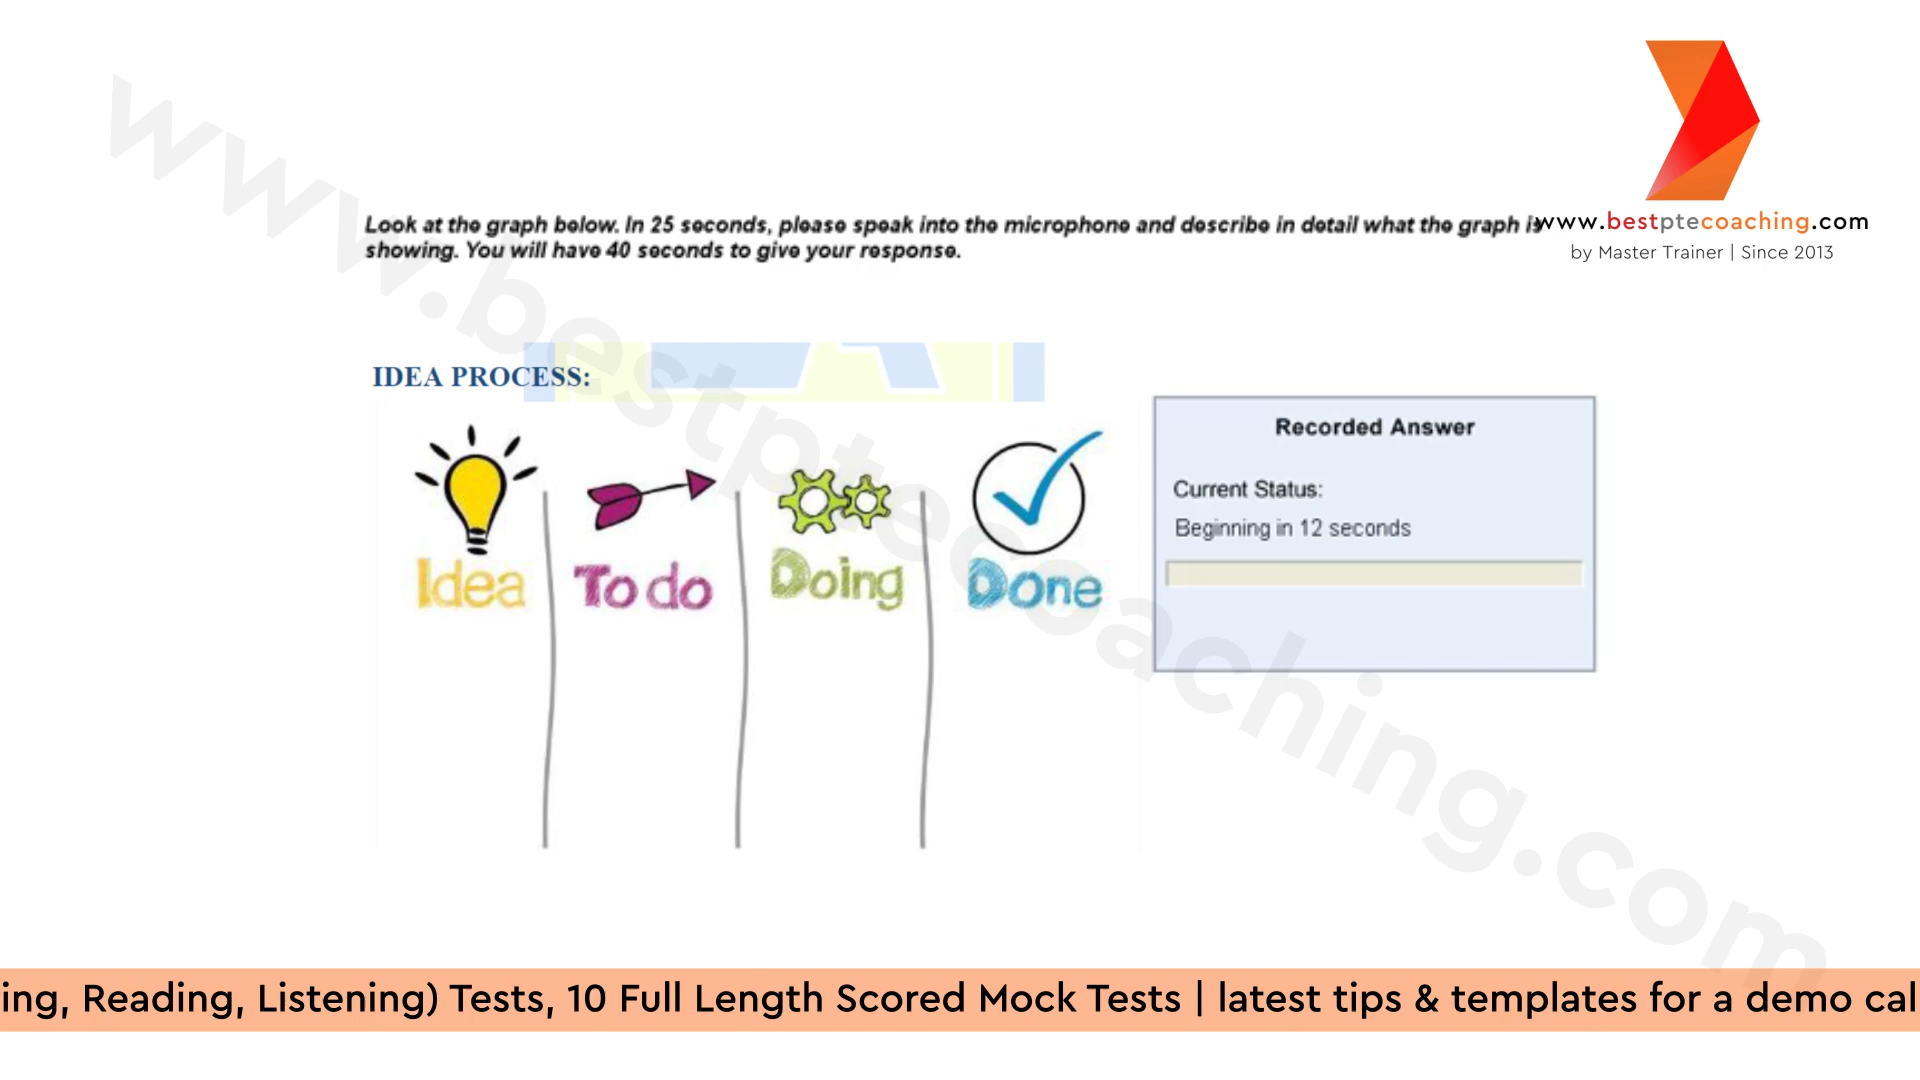 www.bestptecoaching.com
Look at the graph below. In 25 seconds, please speak into the microphone and describe in detail what the graph is
showing. You will have 40 seconds to give your response.
www.bestptecoaching.com
by Master Trainer | Since 2013
IDEA PROCESS:
Idea
To do
Doing
Done
Recorded Answer
Current Status:
Beginning in 12 seconds
ing, Reading, Listening) Tests, 10 Full Length Scored Mock Tests | latest tips & templates for a demo cal